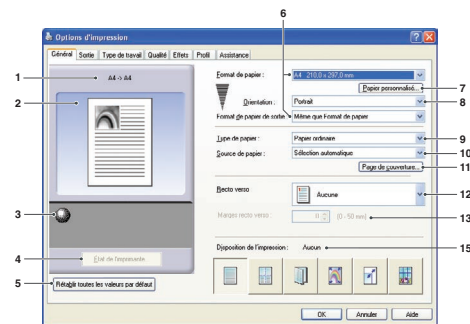 6
Options d'impression
Général Sortie Type de travail Qualité Effets Profil Assistance
1
A4 -> A4
2
3
4
État de l'imprimante
5
Rétablir toutes les valeurs par défaut
Format de papier :
A4 210,0 x 297,0 mm
Papier personnalisé...
7
Orientation :
Portrait
8
Format de papier de sortie :
Même que Format de papier
Type de papier :
Papier ordinaire
9
Source de papier :
Sélection automatique
10
Page de couverture...
11
Recto verso
Aucune
12
Marges recto verso :
0
(0 - 50 mm)
13
Disposition de l'impression :
Aucun
15
OK
Annuler
Aide